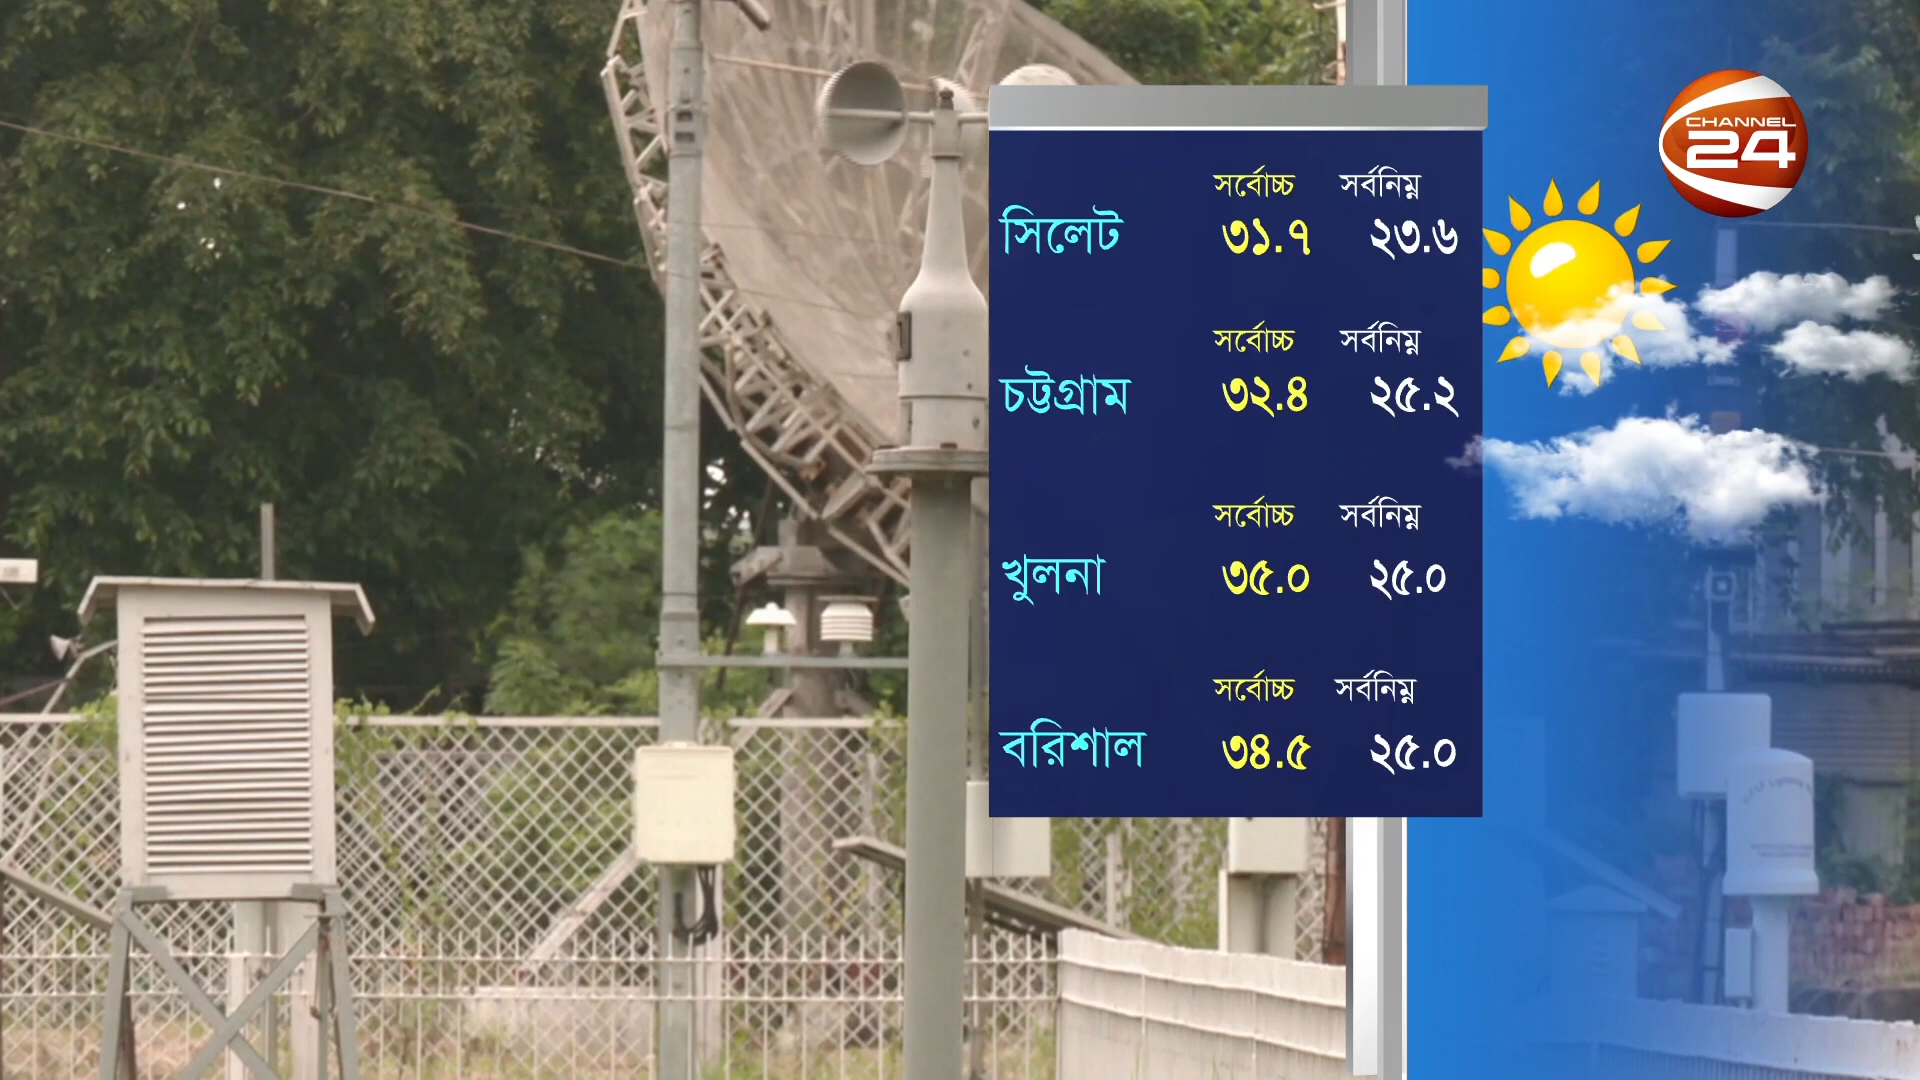 CHANNEL
24
সর্বোচ্চ সর্বনিম্ন
সিলেট ৩১.৭ ২৩.৬
সর্বোচ্চ সর্বনিম্ন
চট্টগ্রাম ৩২.৪ ২৫.২
সর্বোচ্চ সর্বনিম্ন
খুলনা ৩৫.০ ২৫.০
সর্বোচ্চ সর্বনিম্ন
বরিশাল ৩৪.৫ ২৫.০